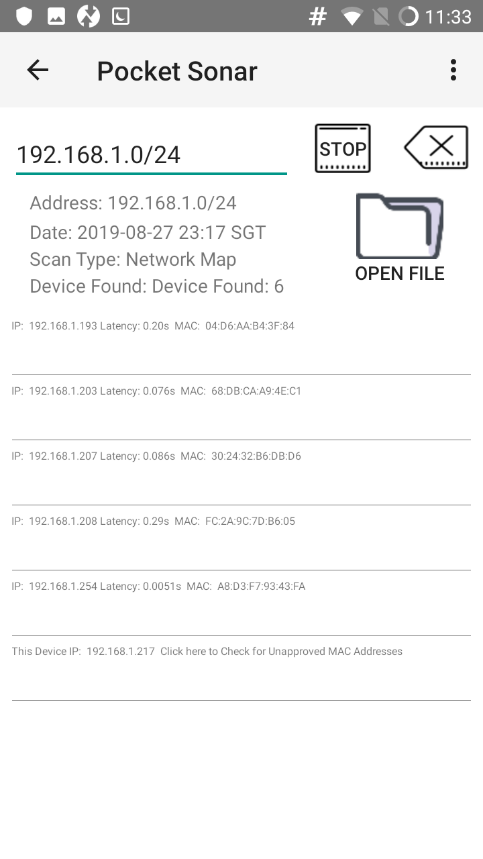 # 11:33
Pocket Sonar
192.168.1.0/24
STOP
Address: 192.168.1.0/24
Date: 2019-08-27 23:17 SGT
Scan Type: Network Map
Device Found: Device Found: 6
OPEN FILE
IP: 192.168.1.193 Latency: 0.20s MAC: 04:D6:AA:B4:3F:84
IP: 192.168.1.203 Latency: 0.076s MAC: 68:DB:CA:A9:4E:C1
IP: 192.168.1.207 Latency: 0.086s MAC: 30:24:32:B6:DB:D6
IP: 192.168.1.208 Latency: 0.29s MAC: FC:2A:9C:7D:B6:05
IP: 192.168.1.254 Latency: 0.0051s MAC: A8:D3:F7:93:43:FA
This Device IP: 192.168.1.217 Click here to Check for Unapproved MAC Addresses